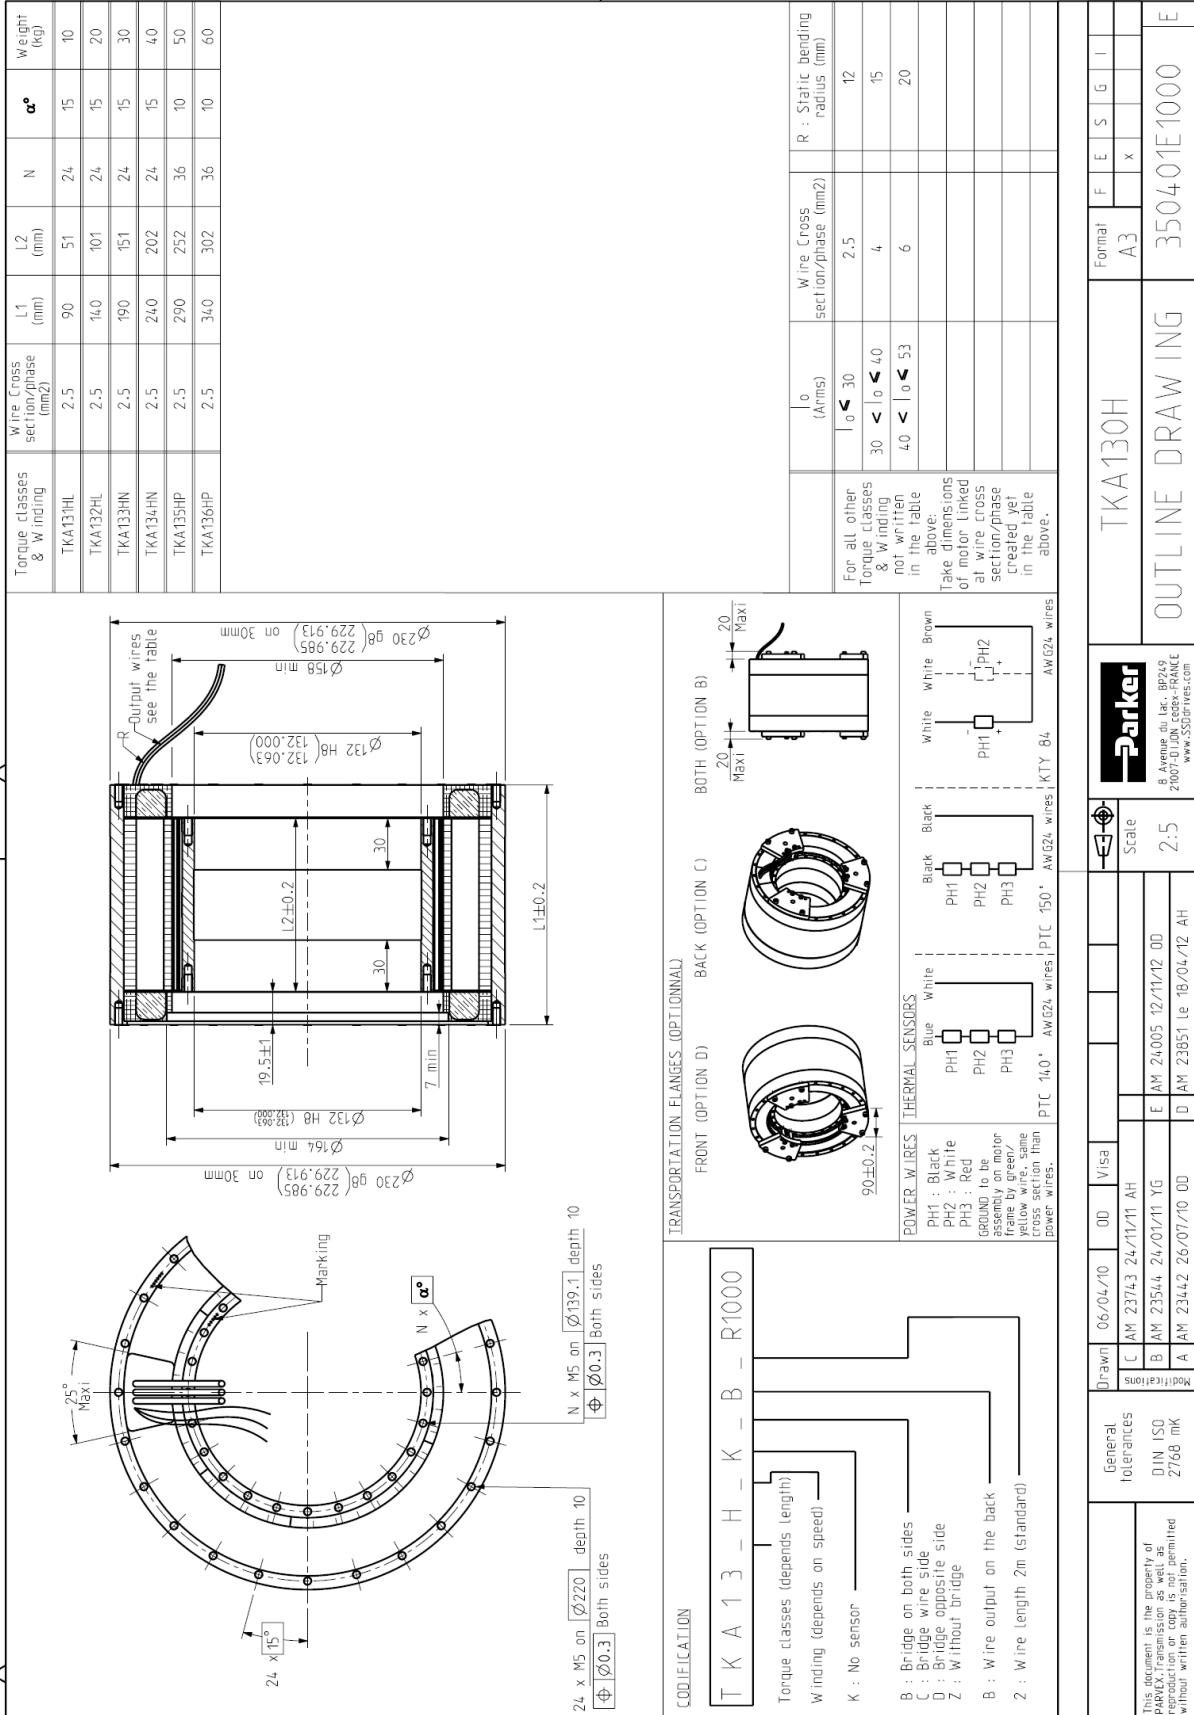 Torque classes & Winding
Wire Cross section/phase (mm2)
L1 (mm)
L2 (mm)
N
α°
Weight (kg)
TKA131HL 2.5 90 51 24 15 10
TKA132HL 2.5 140 101 24 15 20
TKA133HN 2.5 190 151 24 15 30
TKA134HN 2.5 240 202 24 15 40
TKA135HP 2.5 290 252 36 10 50
TKA136HP 2.5 340 302 36 10 60
Io (Arms)
Wire Cross section/phase (mm2)
R : Static bending radius (mm)
Io ≤ 30 2.5 12
30 < Io ≤ 40 4 15
40 < Io ≤ 53 6 20
For all other
Torque classes
& Winding
not written
in the table
above:
Take dimensions
of motor linked
at wire cross
section/phase
created yet
in the table
above.
25°
Maxi
Marking
N x α°
24 x 15°
N x M5 on Ø139.1 depth 10
Ø0.3 Both sides
24 x M5 on Ø220 depth 10
Ø0.3 Both sides
Ø230 g8(229.985 229.913) on 30mm
Ø164 min
Ø132 H8 (132.063 132.000)
19.5±1
7 min
30
L2±0.2
30
L1±0.2
Ø132 H8(132.063 132.000)
Ø158 min
Ø230 g8(229.985 229.913) on 30mm
R
Output wires
see the table
TRANSPORTATION FLANGES (OPTIONNAL)
FRONT (OPTION D)
BACK (OPTION C)
BOTH (OPTION B)
90±0.2
20
Maxi
20
Maxi
CODIFICATION
T K A 1 3 _ - H _ - K _ - B _ _ R1000
Torque classes (depends length)
Winding (depends on speed)
K : No sensor
B : Bridge on both sides
C : Bridge wire side
D : Bridge opposite side
Z : Without bridge
B : Wire output on the back
2 : Wire length 2m (standard)
POWER WIRES
PH1 : Black
PH2 : White
PH3 : Red
GROUND to be
assembly on motor
frame by green/
yellow wire, same
cross section than
power wires.
THERMAL SENSORS
Blue White
PH1
PH2
PH3
PTC 140° AWG24 wires
Black Black
PH1
PH2
PH3
PTC 150° AWG24 wires
White White Brown
PH1
PH2
- + - +
KTY 84 AWG24 wires
This document is the property of
PARVEX.Transmission as well as
reproduction or copy is not permitted
without written authorisation.
General
tolerances
DIN ISO
2768 mK
Drawn 06/04/10 OD Visa
Modifications
C AM 23743 24/11/11 AH
B AM 23544 24/01/11 YG
A AM 23442 26/07/10 OD
E AM 24005 12/11/12 OD
D AM 23851 le 18/04/12 AH
Scale
2:5
Parker
8 Avenue du lac. BP249
21007-DIJON cedex-FRANCE
www.SSDdrives.com
TKA130H
OUTLINE DRAWING
Format
A3
F E S G I
x
350401E1000 E